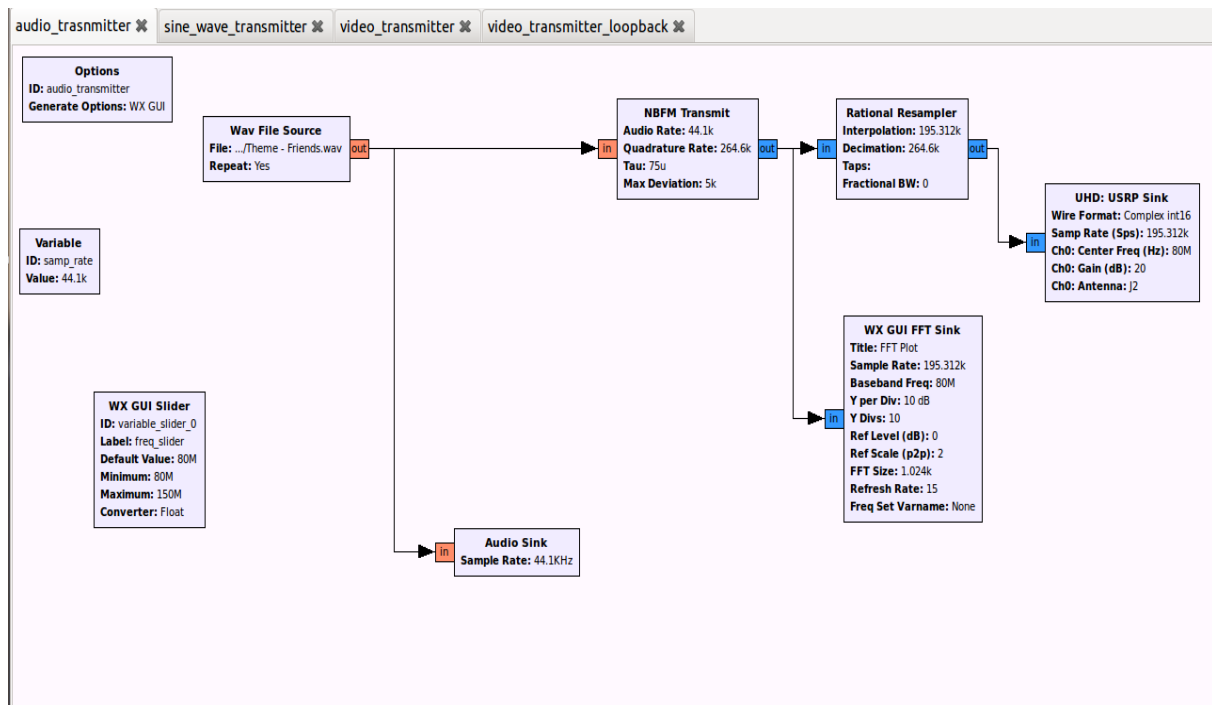 audio_trasnmitter ✖ sine_wave_transmitter ✖ video_transmitter ✖ video_transmitter_loopback ✖
Options
ID: audio_transmitter
Generate Options: WX GUI
Wav File Source
File: .../Theme - Friends.wav
Repeat: Yes
out
in
NBFM Transmit
Audio Rate: 44.1k
Quadrature Rate: 264.6k
Tau: 75u
Max Deviation: 5k
out
in
Rational Resampler
Interpolation: 195.312k
Decimation: 264.6k
Taps:
Fractional BW: 0
out
in
UHD: USRP Sink
Wire Format: Complex int16
Samp Rate (Sps): 195.312k
Ch0: Center Freq (Hz): 80M
Ch0: Gain (dB): 20
Ch0: Antenna: J2
Variable
ID: samp_rate
Value: 44.1k
in
WX GUI FFT Sink
Title: FFT Plot
Sample Rate: 195.312k
Baseband Freq: 80M
Y per Div: 10 dB
Y Divs: 10
Ref Level (dB): 0
Ref Scale (p2p): 2
FFT Size: 1.024k
Refresh Rate: 15
Freq Set Varname: None
WX GUI Slider
ID: variable_slider_0
Label: freq_slider
Default Value: 80M
Minimum: 80M
Maximum: 150M
Converter: Float
in
Audio Sink
Sample Rate: 44.1KHz